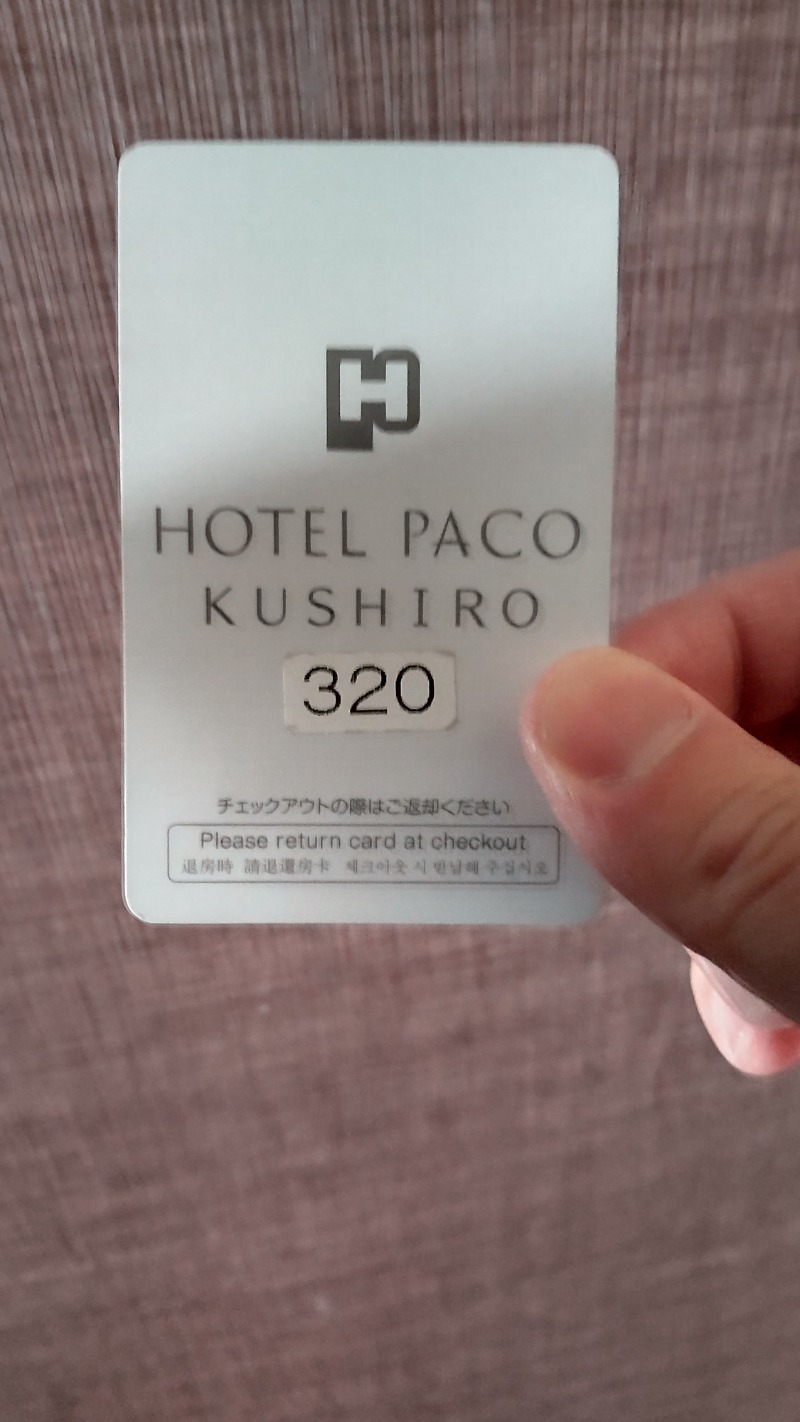 HOTEL PACO
KUSHIRO
320
チェックアウトの際はご返却ください
Please return card at checkout
退房時 請退還房卡 체크아웃 시 반납해 주십시오